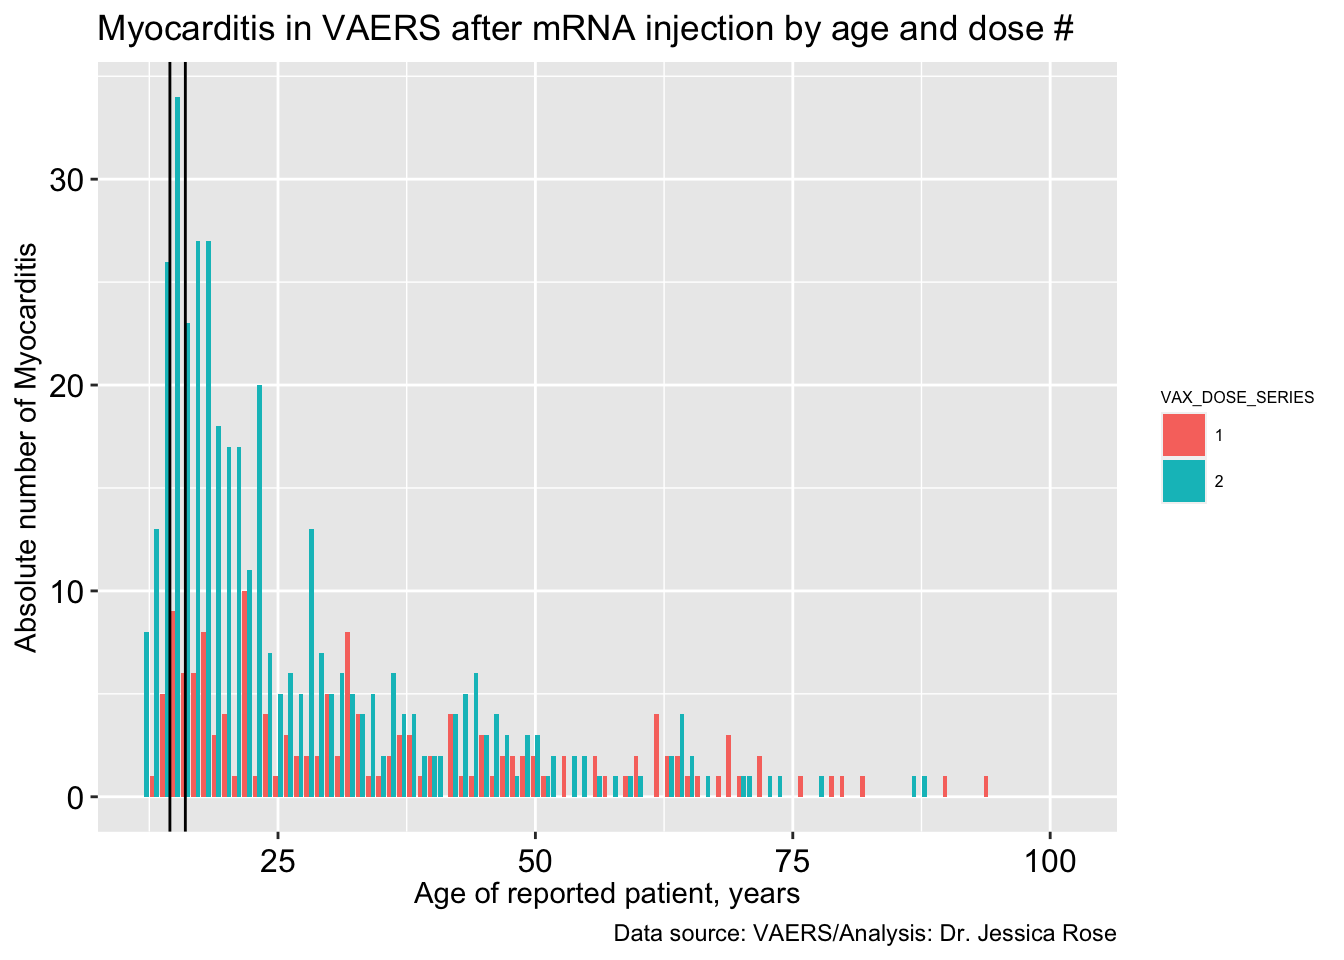 Myocarditis in VAERS after mRNA injection by age and dose #
Absolute number of Myocarditis
30
20
10
0
25 50 75 100
Age of reported patient, years
VAX_DOSE_SERIES
1
2
Data source: VAERS/Analysis: Dr. Jessica Rose